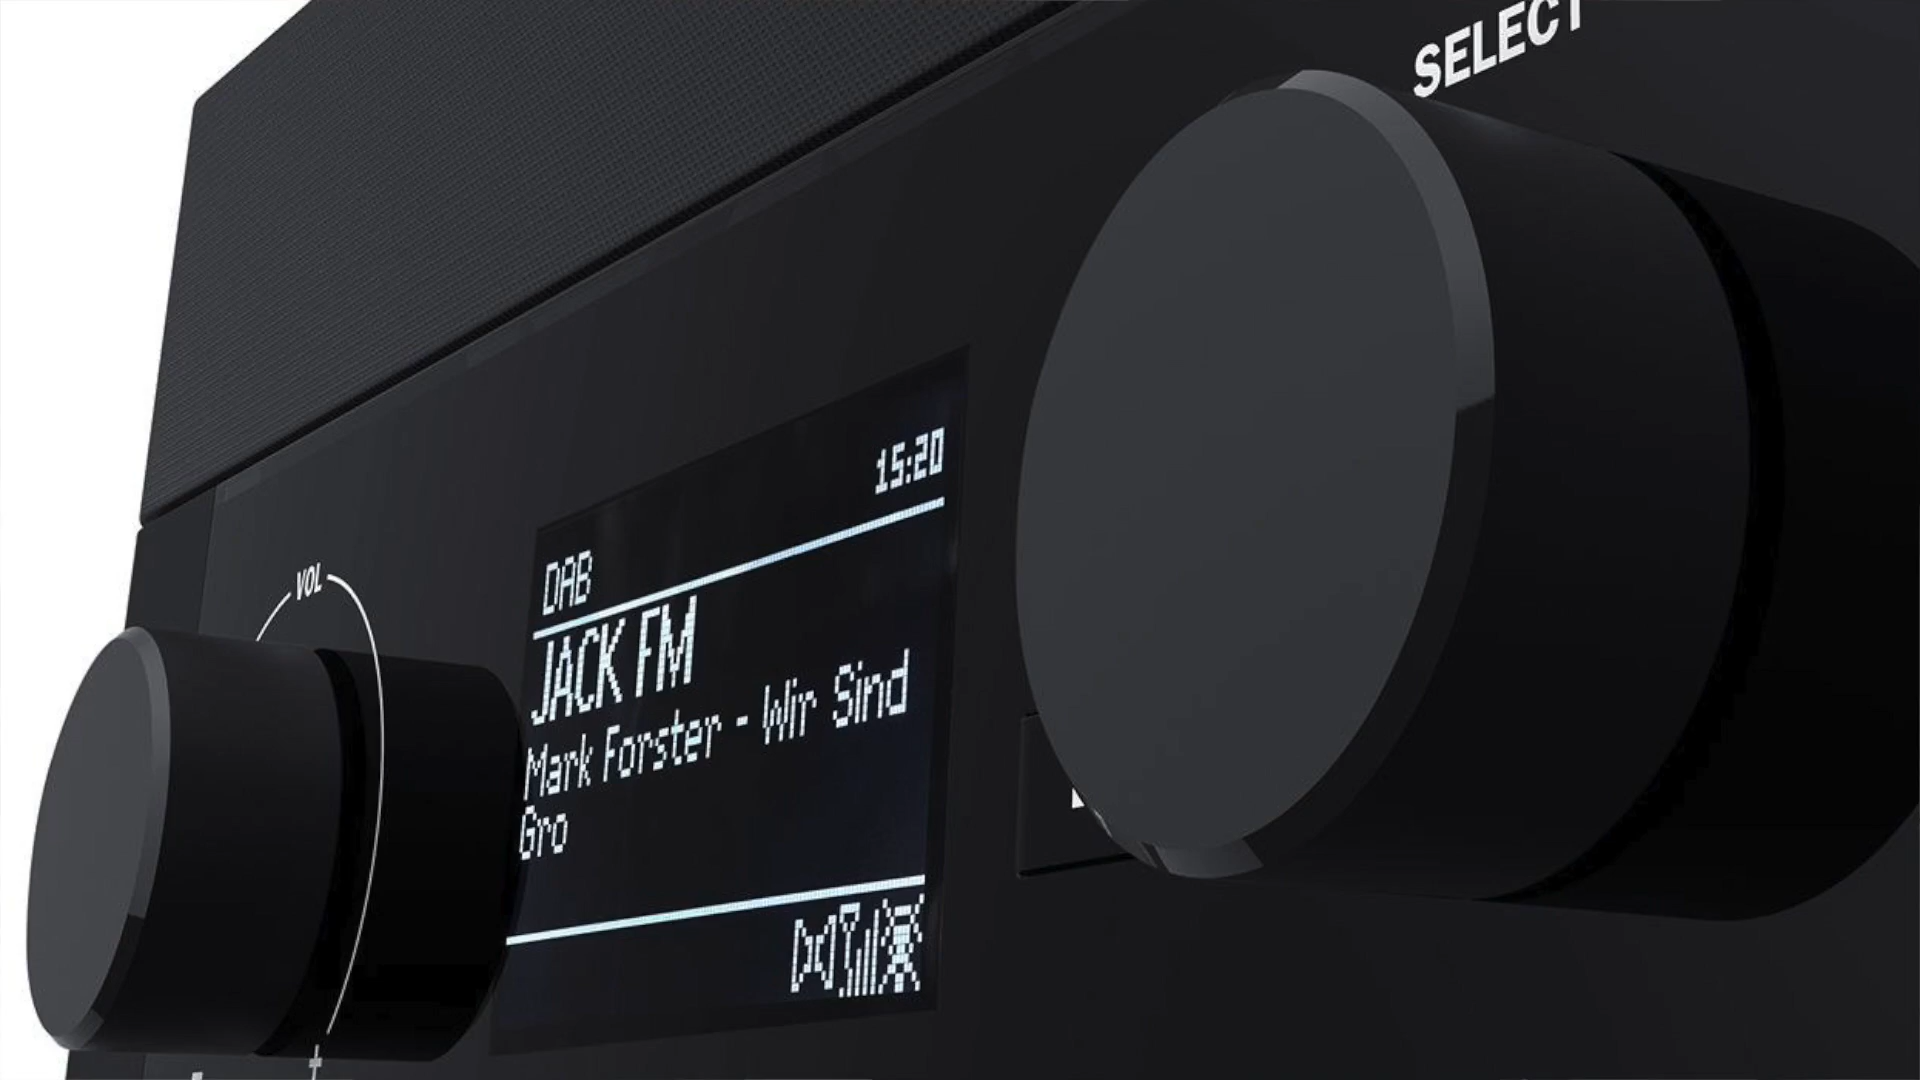 SELECT
15:20
DAB
VOL
JACK FM
Mark Forster - Wir Sind
Gro